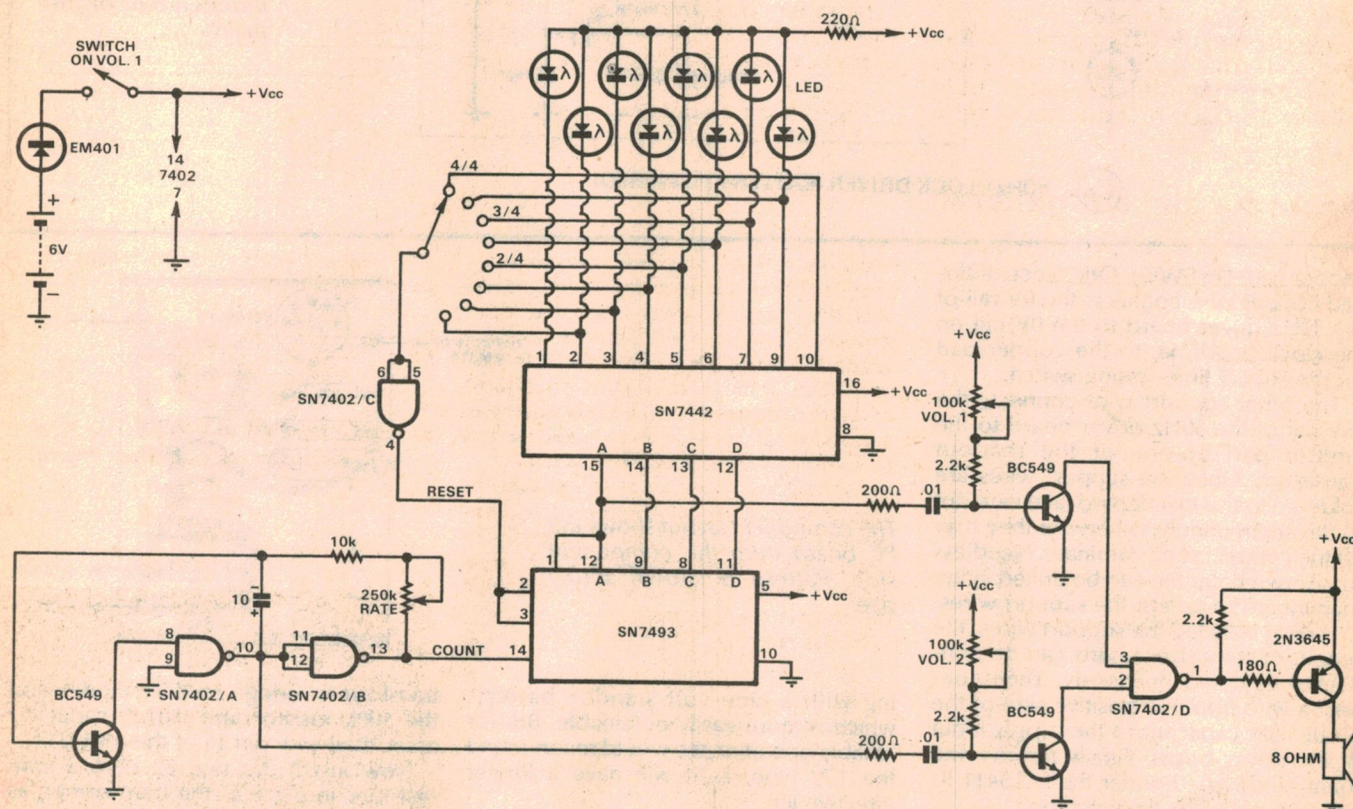 SWITCH
ON VOL. 1
+Vcc
EM401
14
7402
7
+
6V
−
220Ω
+Vcc
λ
λ
λ
λ
LED
λ
λ
λ
λ
4/4
3/4
2/4
6 5
SN7402/C
4
1 2 3 4 5 6 7 9 10
SN7442
16
+Vcc
8
A B C D
15 14 13 12
RESET
1 12 9 8 11
A B C D
2
3
SN7493
5
+Vcc
14
10
10k
−
10
+
250k
RATE
8
9
10
11
12
13
COUNT
SN7402/A
SN7402/B
BC549
+Vcc
100k
VOL. 1
2.2k
200Ω
.01
BC549
+Vcc
100k
VOL. 2
2.2k
200Ω
.01
BC549
3
2
1
SN7402/D
+Vcc
2.2k
180Ω
2N3645
8 OHM